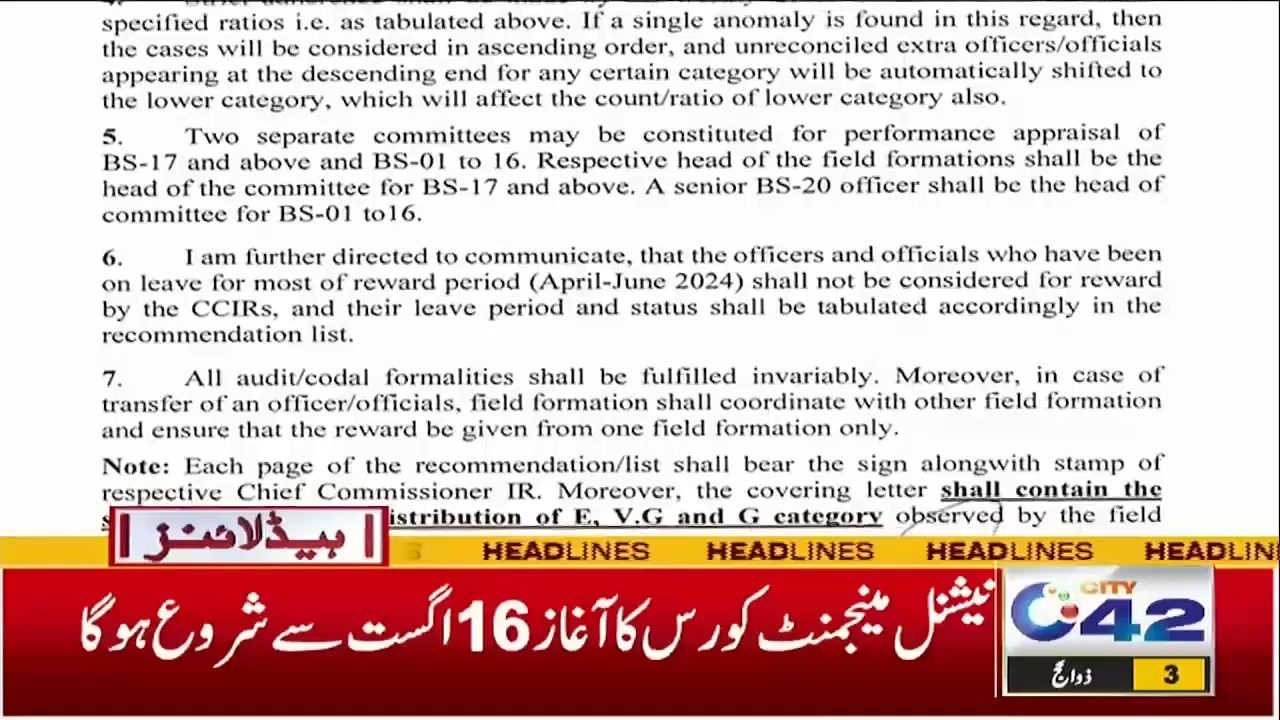 specified ratios i.e. as tabulated above. If a single anomaly is found in this regard, then
the cases will be considered in ascending order, and unreconciled extra officers/officials
appearing at the descending end for any certain category will be automatically shifted to
the lower category, which will affect the count/ratio of lower category also.
5. Two separate committees may be constituted for performance appraisal of
BS-17 and above and BS-01 to 16. Respective head of the field formations shall be the
head of the committee for BS-17 and above. A senior BS-20 officer shall be the head of
committee for BS-01 to16.
6. I am further directed to communicate, that the officers and officials who have been
on leave for most of reward period (April-June 2024) shall not be considered for reward
by the CCIRs, and their leave period and status shall be tabulated accordingly in the
recommendation list.
7. All audit/codal formalities shall be fulfilled invariably. Moreover, in case of
transfer of an officer/officials, field formation shall coordinate with other field formation
and ensure that the reward be given from one field formation only.
Note: Each page of the recommendation/list shall bear the sign alongwith stamp of
respective Chief Commissioner IR. Moreover, the covering letter shall contain the
istribution of E, V.G and G category observed by the field
ہیڈلائنز
S HEADLINES HEADLINES HEADLINES HEADLIN
نیشنل مینجمنٹ کورس کا آغاز 16 اگست سے شروع ہوگا
CITY
42
ذوالحج 3